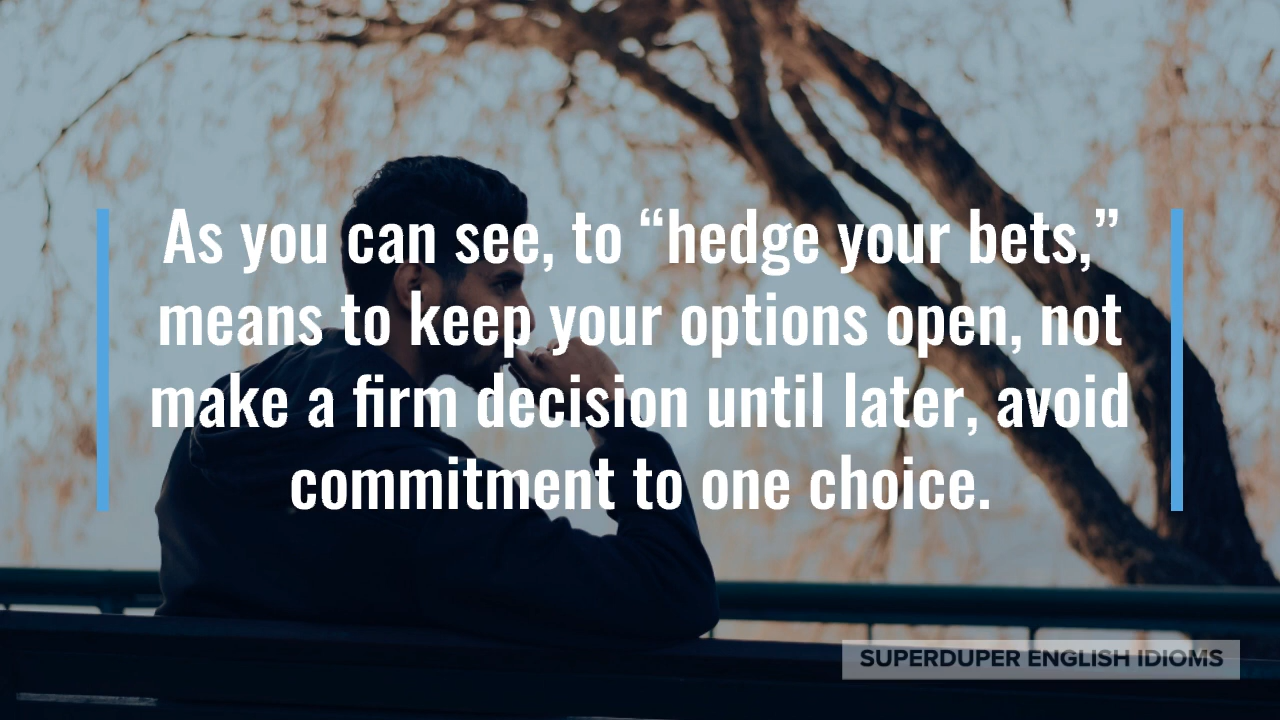 As you can see, to “hedge your bets,”
means to keep your options open, not
make a firm decision until later, avoid
commitment to one choice.
SUPERDUPER ENGLISH IDIOMS